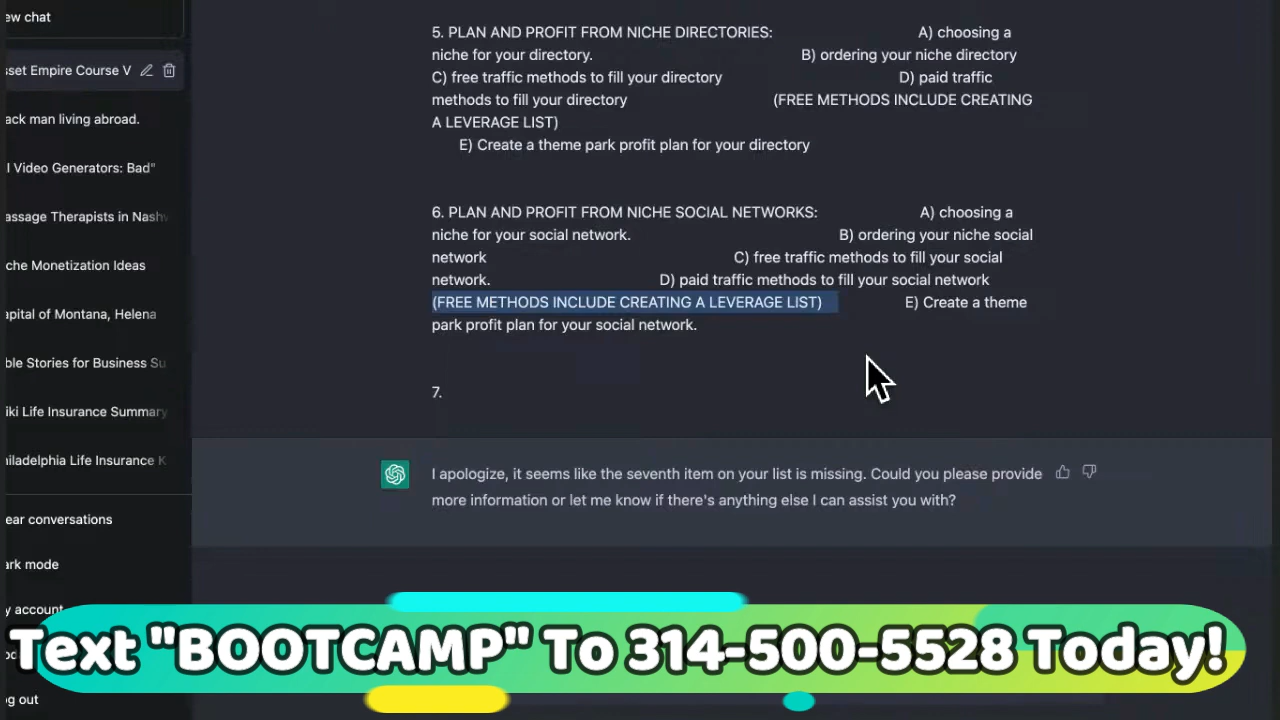 ew chat
sset Empire Course V
ack man living abroad.
l Video Generators: Bad"
assage Therapists in Nashv
che Monetization Ideas
apital of Montana, Helena
ble Stories for Business Su
iki Life Insurance Summary
hiladelphia Life Insurance K
ear conversations
ark mode
y account
og out
5. PLAN AND PROFIT FROM NICHE DIRECTORIES: A) choosing a
niche for your directory. B) ordering your niche directory
C) free traffic methods to fill your directory D) paid traffic
methods to fill your directory (FREE METHODS INCLUDE CREATING
A LEVERAGE LIST)
E) Create a theme park profit plan for your directory
6. PLAN AND PROFIT FROM NICHE SOCIAL NETWORKS: A) choosing a
niche for your social network. B) ordering your niche social
network C) free traffic methods to fill your social
network. D) paid traffic methods to fill your social network
(FREE METHODS INCLUDE CREATING A LEVERAGE LIST) E) Create a theme
park profit plan for your social network.
7.
I apologize, it seems like the seventh item on your list is missing. Could you please provide
more information or let me know if there's anything else I can assist you with?
Text "BOOTCAMP" To 314-500-5528 Today!